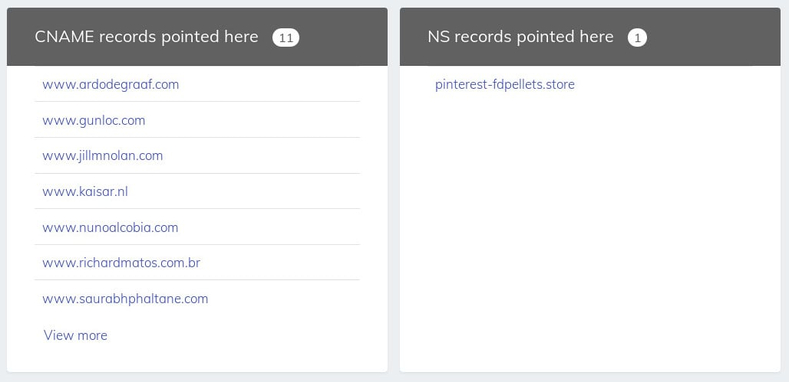 CNAME records pointed here 11
www.ardodegraaf.com
www.gunloc.com
www.jillmnolan.com
www.kaisar.nl
www.nunoalcobia.com
www.richardmatos.com.br
www.saurabhphaltane.com
View more
NS records pointed here 1
pinterest-fdpellets.store